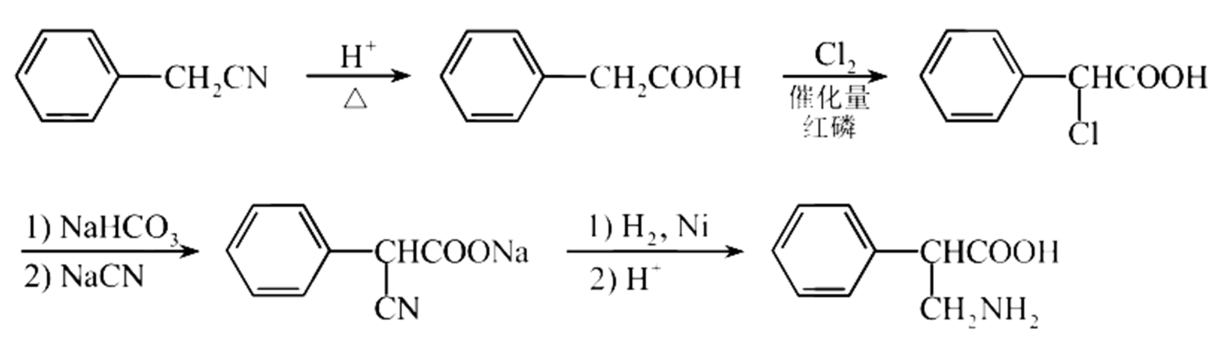 CH₂CN
H⁺
△
CH₂COOH
Cl₂
催化量
红磷
CHCOOH
Cl
1) NaHCO₃
2) NaCN
CHCOONa
CN
1) H₂, Ni
2) H⁺
CHCOOH
CH₂NH₂